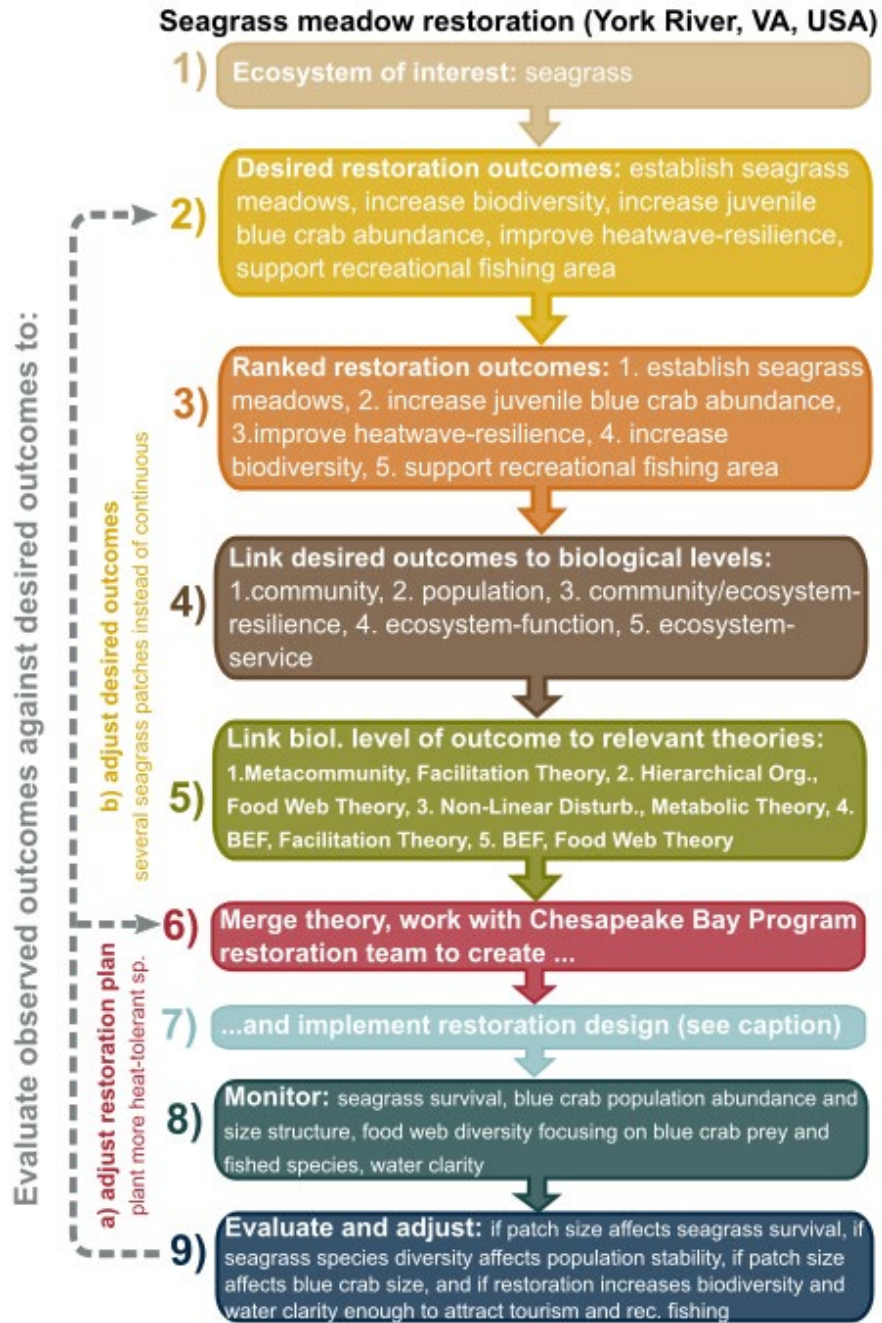 Seagrass meadow restoration (York River, VA, USA)
1)
Ecosystem of interest: seagrass
2)
Desired restoration outcomes: establish seagrass
meadows, increase biodiversity, increase juvenile
blue crab abundance, improve heatwave-resilience,
support recreational fishing area
3)
Ranked restoration outcomes: 1. establish seagrass
meadows, 2. increase juvenile blue crab abundance,
3.improve heatwave-resilience, 4. increase
biodiversity, 5. support recreational fishing area
4)
Link desired outcomes to biological levels:
1.community, 2. population, 3. community/ecosystem-
resilience, 4. ecosystem-function, 5. ecosystem-
service
5)
Link biol. level of outcome to relevant theories:
1.Metacommunity, Facilitation Theory, 2. Hierarchical Org.,
Food Web Theory, 3. Non-Linear Disturb., Metabolic Theory, 4.
BEF, Facilitation Theory, 5. BEF, Food Web Theory
6)
Merge theory, work with Chesapeake Bay Program
restoration team to create ...
7)
...and implement restoration design (see caption)
8)
Monitor: seagrass survival, blue crab population abundance and
size structure, food web diversity focusing on blue crab prey and
fished species, water clarity
9)
Evaluate and adjust: if patch size affects seagrass survival, if
seagrass species diversity affects population stability, if patch size
affects blue crab size, and if restoration increases biodiversity and
water clarity enough to attract tourism and rec. fishing
Evaluate observed outcomes against desired outcomes to:
b) adjust desired outcomes
several seagrass patches instead of continuous
a) adjust restoration plan
plant more heat-tolerant sp.